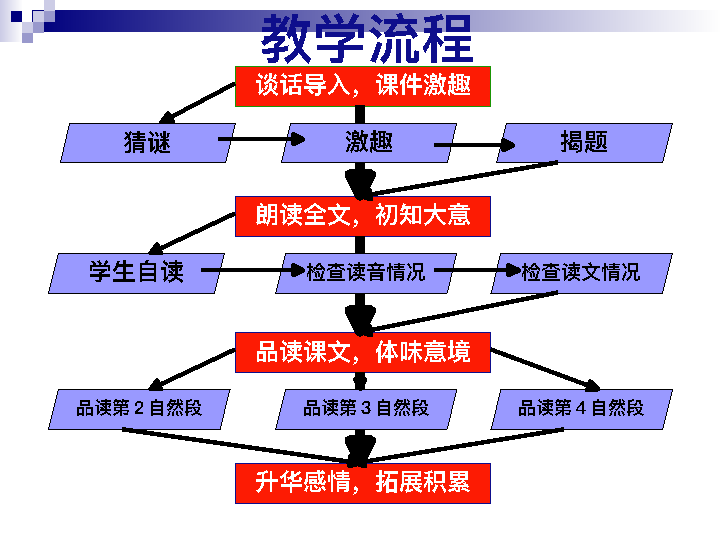 教学流程
谈话导入，课件激趣
猜谜
激趣
揭题
朗读全文，初知大意
学生自读
检查读音情况
检查读文情况
品读课文，体味意境
品读第2自然段
品读第3自然段
品读第4自然段
升华感情，拓展积累